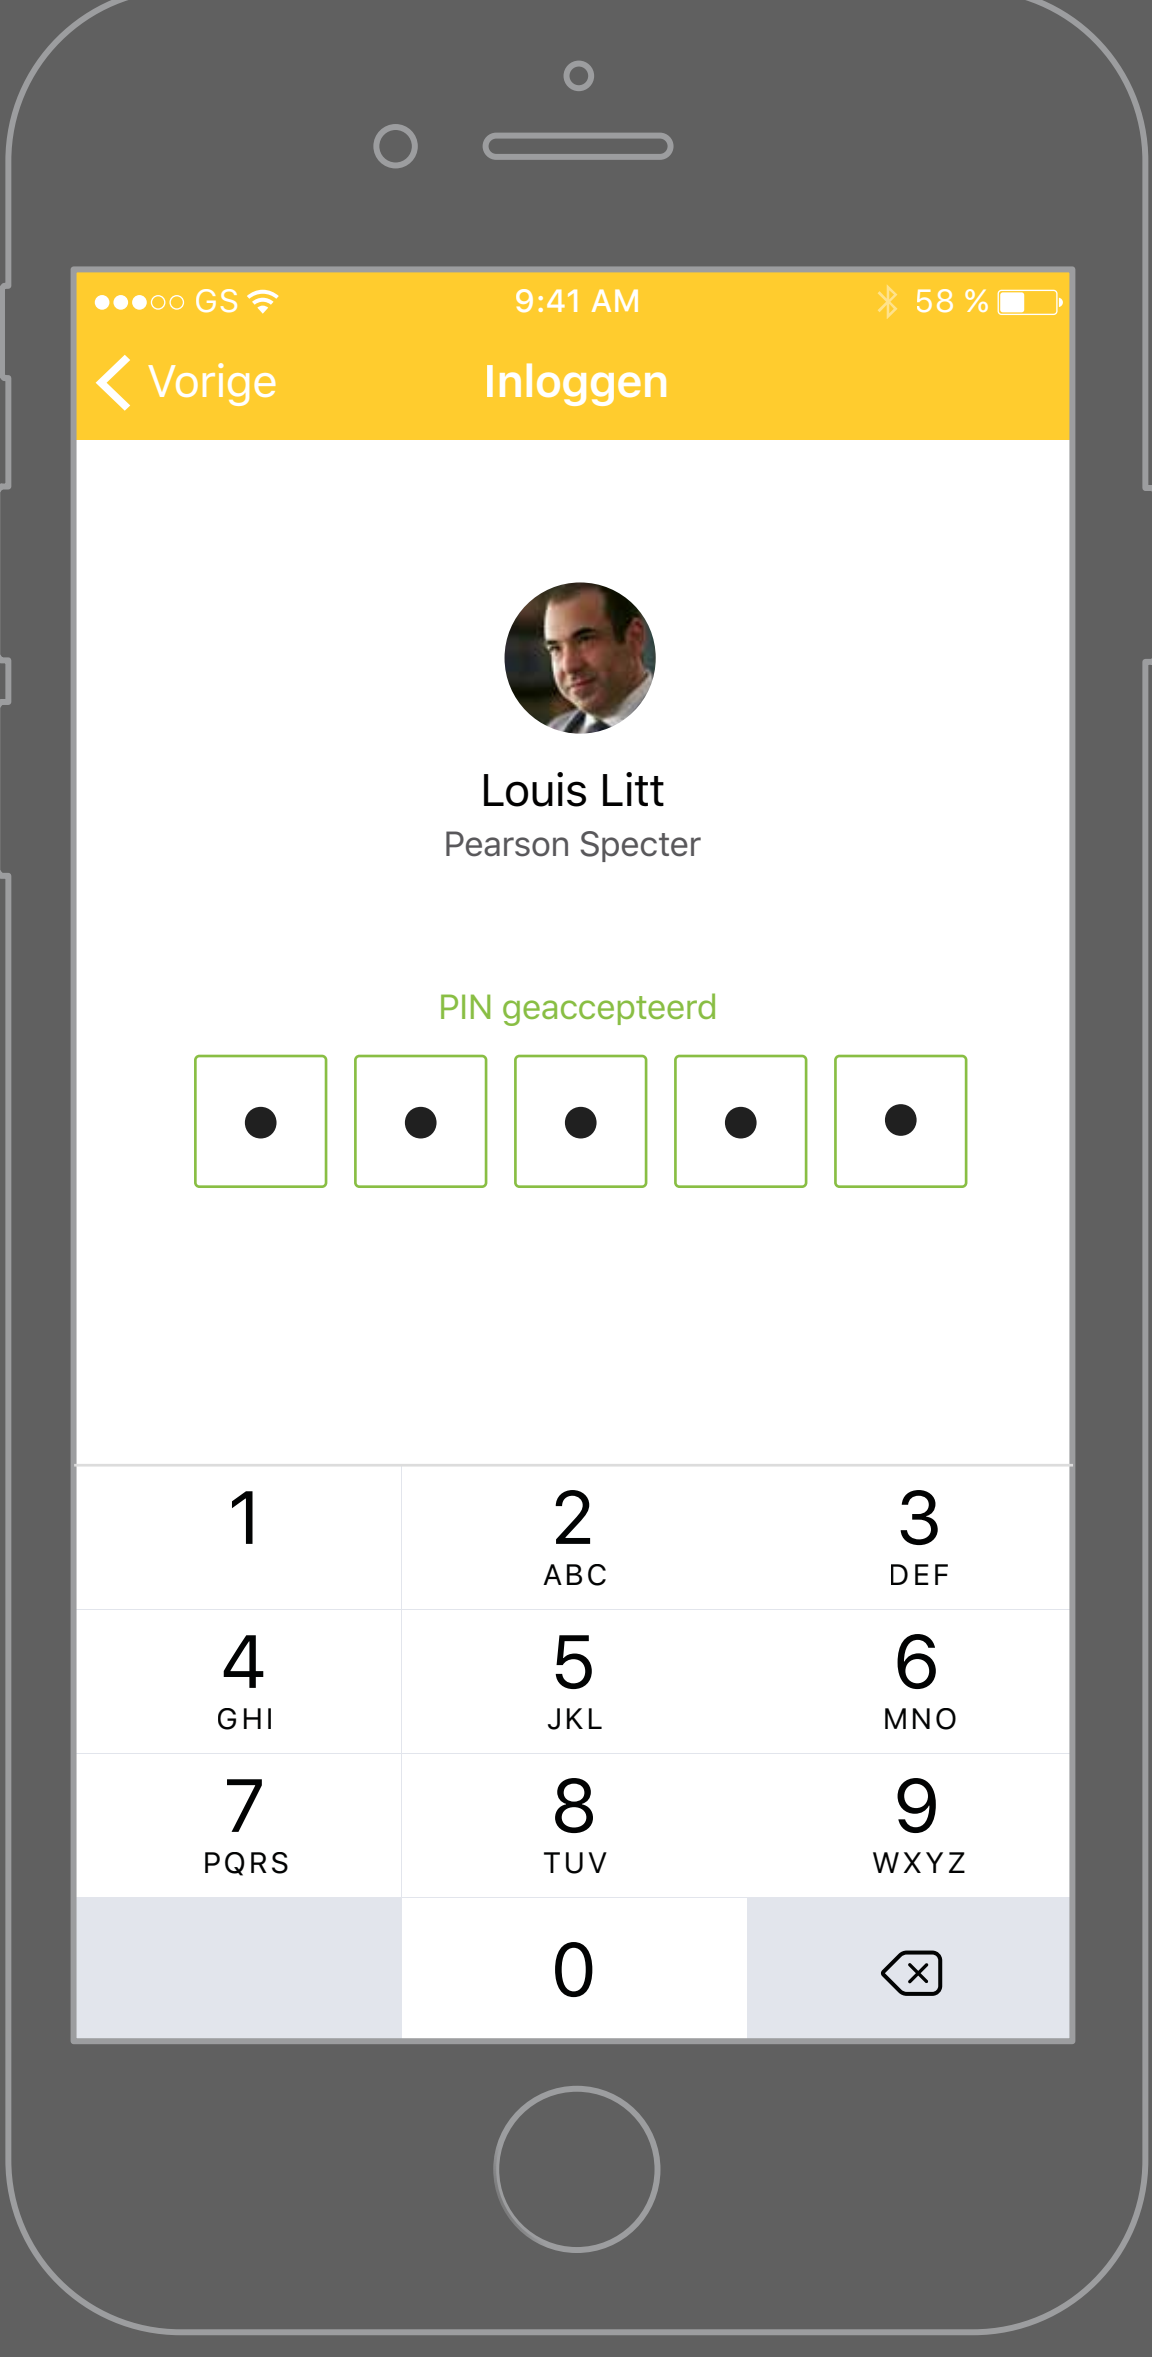 GS 9:41 AM 58 %
Vorige Inloggen
Louis Litt
Pearson Specter
PIN geaccepteerd
1 2 3
ABC DEF
4 5 6
GHI JKL MNO
7 8 9
PQRS TUV WXYZ
0